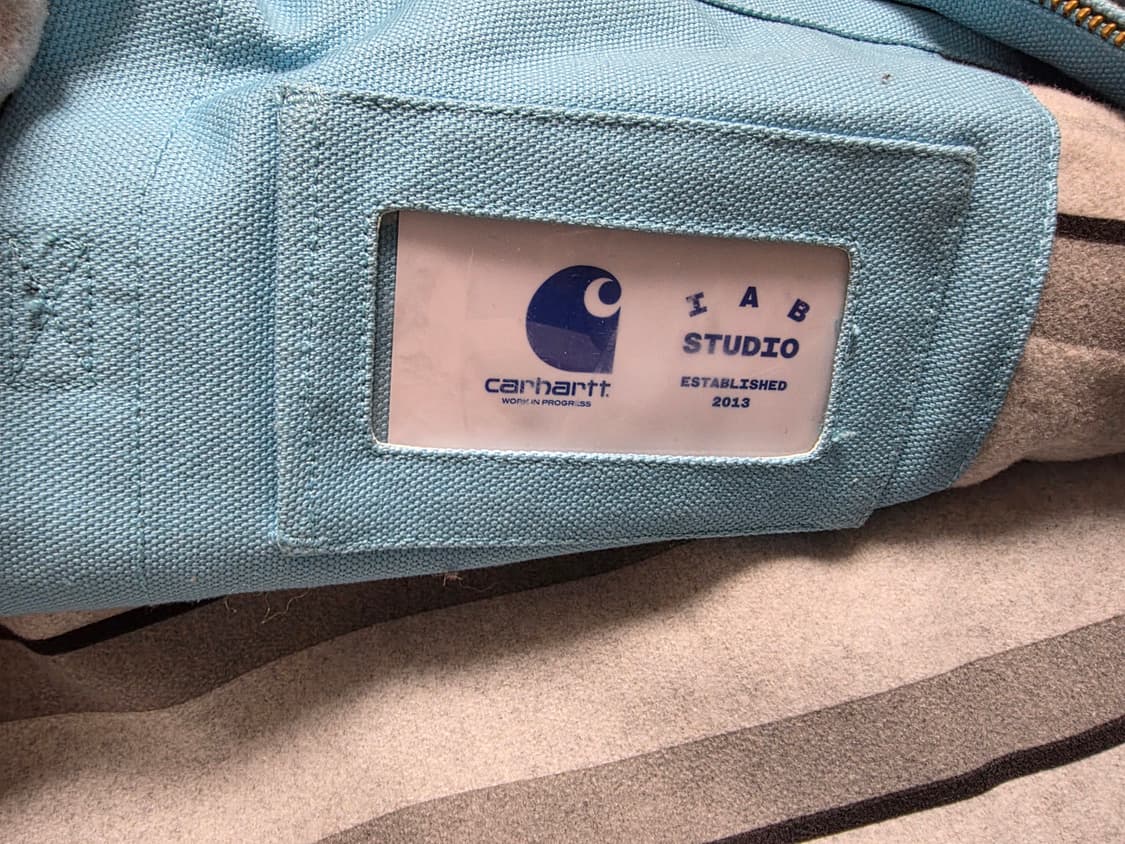 carhartt
WORK IN PROGRESS
I A B
STUDIO
ESTABLISHED
2013